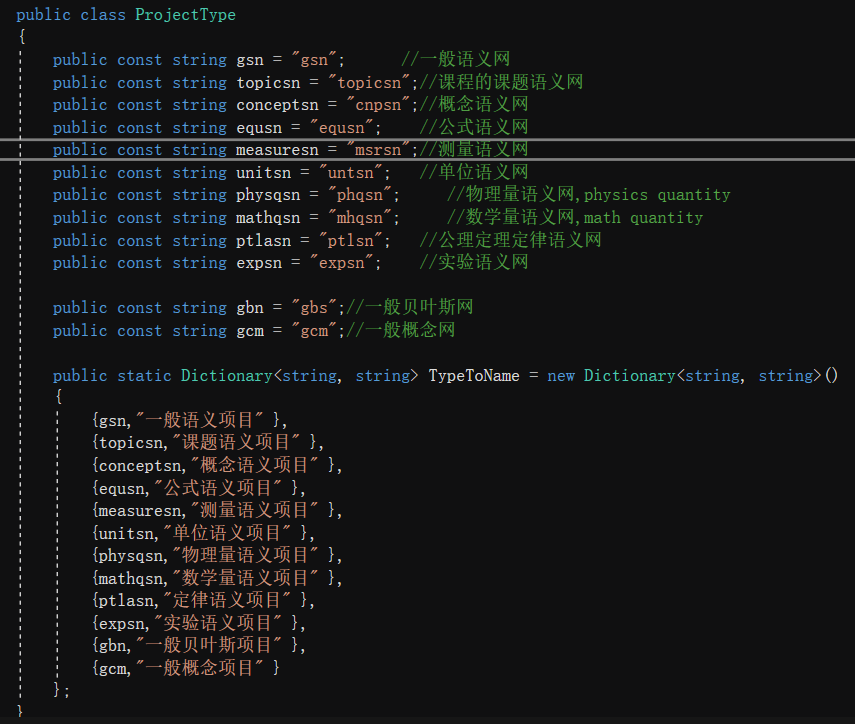 public class ProjectType
{
public const string gsn = "gsn"; //一般语义网
public const string topicsn = "topicsn";//课程的课题语义网
public const string conceptsn = "cnpsn";//概念语义网
public const string equsn = "equsn"; //公式语义网
public const string measuresn = "msrsn";//测量语义网
public const string unitsn = "untsn"; //单位语义网
public const string physqsn = "phqsn"; //物理量语义网,physics quantity
public const string mathqsn = "mhqsn"; //数学量语义网,math quantity
public const string ptlasn = "ptlsn"; //公理定理定律语义网
public const string expsn = "expsn"; //实验语义网
public const string gbn = "gbs";//一般贝叶斯网
public const string gcm = "gcm";//一般概念网
public static Dictionary<string, string> TypeToName = new Dictionary<string, string>()
{
{gsn,"一般语义项目" },
{topicsn,"课题语义项目" },
{conceptsn,"概念语义项目" },
{equsn,"公式语义项目" },
{measuresn,"测量语义项目" },
{unitsn,"单位语义项目" },
{physqsn,"物理量语义项目" },
{mathqsn,"数学量语义项目" },
{ptlasn,"定律语义项目" },
{expsn,"实验语义项目" },
{gbn,"一般贝叶斯项目" },
{gcm,"一般概念项目" }
};
}